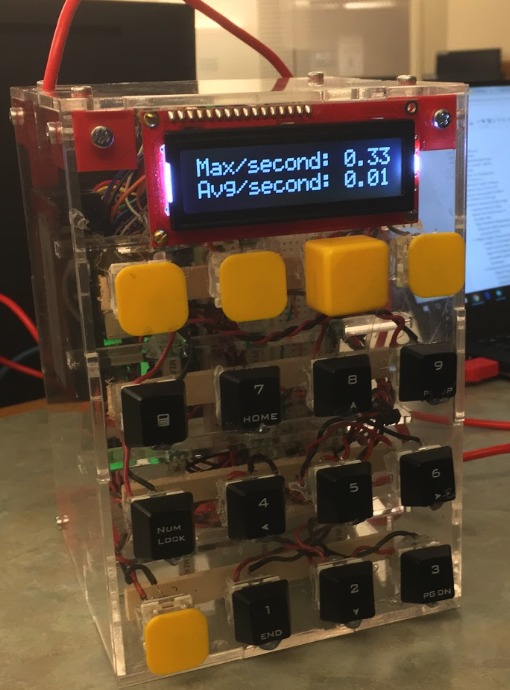 Max/second: 0.33
Avg/second: 0.01
7
HOME
8
9
4
5
6
NUM
LOCK
1
END
2
3
PG DN